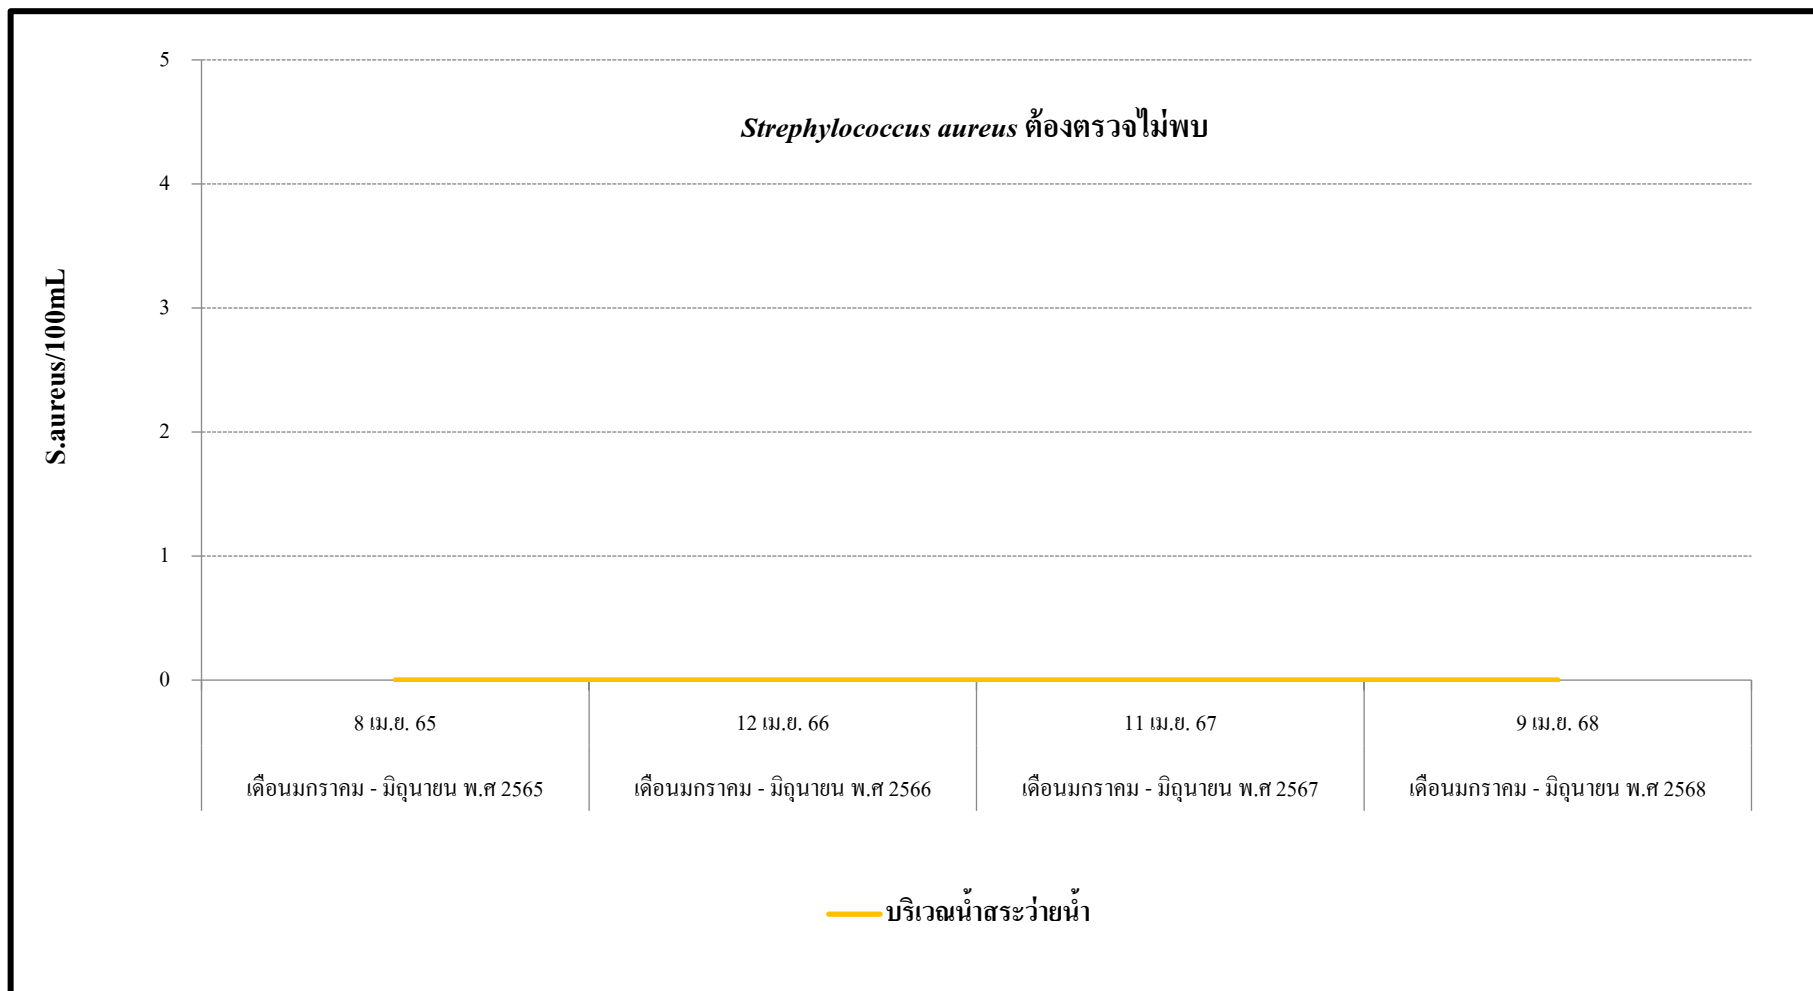 5
Strephylococcus aureus ต้องตรวจไม่พบ
4
3
S.aureus/100mL
2
1
0
8 เม.ย. 65 12 เม.ย. 66 11 เม.ย. 67 9 เม.ย. 68
เดือนมกราคม - มิถุนายน พ.ศ 2565 เดือนมกราคม - มิถุนายน พ.ศ 2566 เดือนมกราคม - มิถุนายน พ.ศ 2567 เดือนมกราคม - มิถุนายน พ.ศ 2568
บริเวณน้ำสระว่ายน้ำ